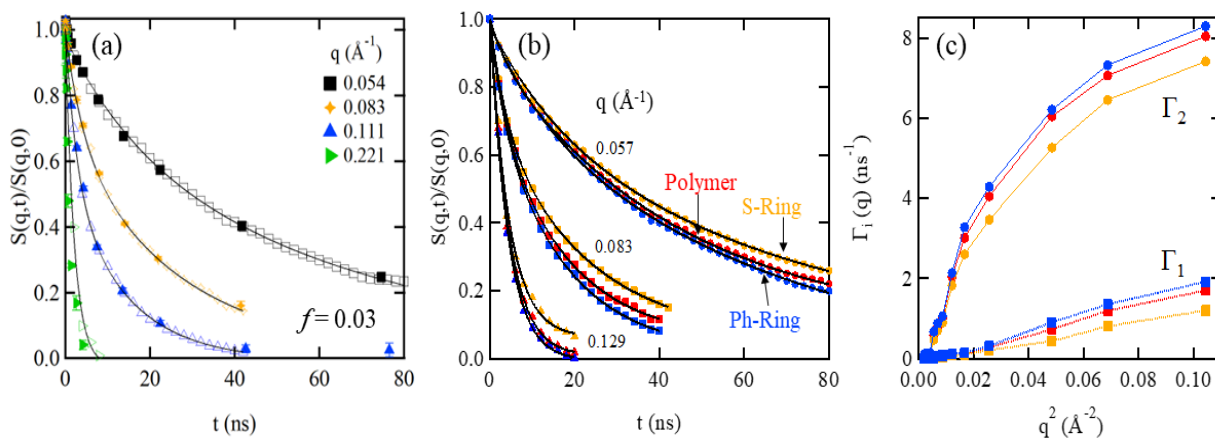 (a)
q (Å⁻¹)
0.054
0.083
0.111
0.221
f = 0.03
S(q,t)/S(q,0)
1.0
0.8
0.6
0.4
0.2
0.0
0 20 40 60 80
t (ns)
(b)
q (Å⁻¹)
0.057
Polymer
S-Ring
0.083
Ph-Ring
0.129
S(q,t)/S(q,0)
1.0
0.8
0.6
0.4
0.2
0.0
0 20 40 60 80
t (ns)
(c)
Γ₂
Γ₁
Γᵢ (q) (ns⁻¹)
8
6
4
2
0
0.00 0.02 0.04 0.06 0.08 0.10
q² (Å⁻²)